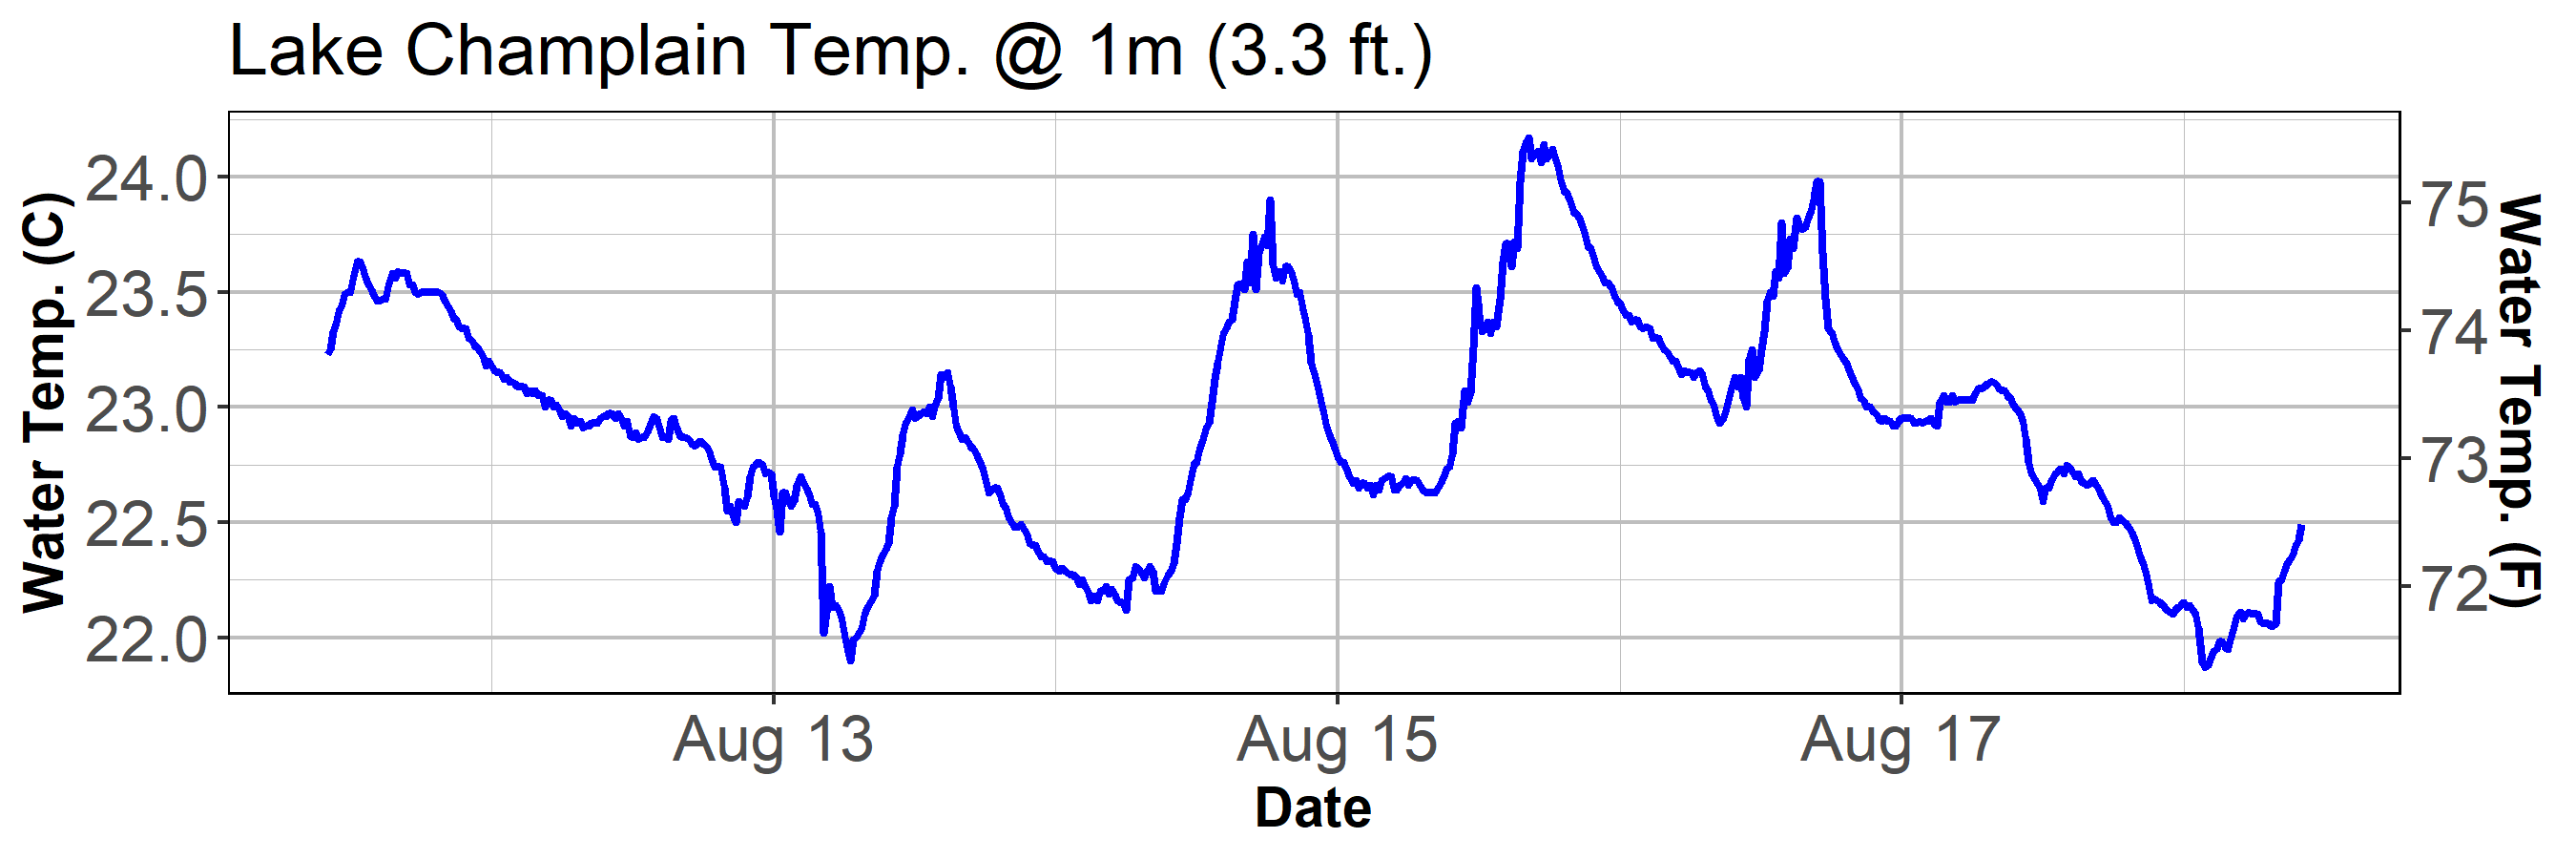 Lake Champlain Temp. @ 1m (3.3 ft.)
Water Temp. (C)
24.0
23.5
23.0
22.5
22.0
75
74
73
72
Water Temp. (F)
Aug 13 Aug 15 Aug 17
Date